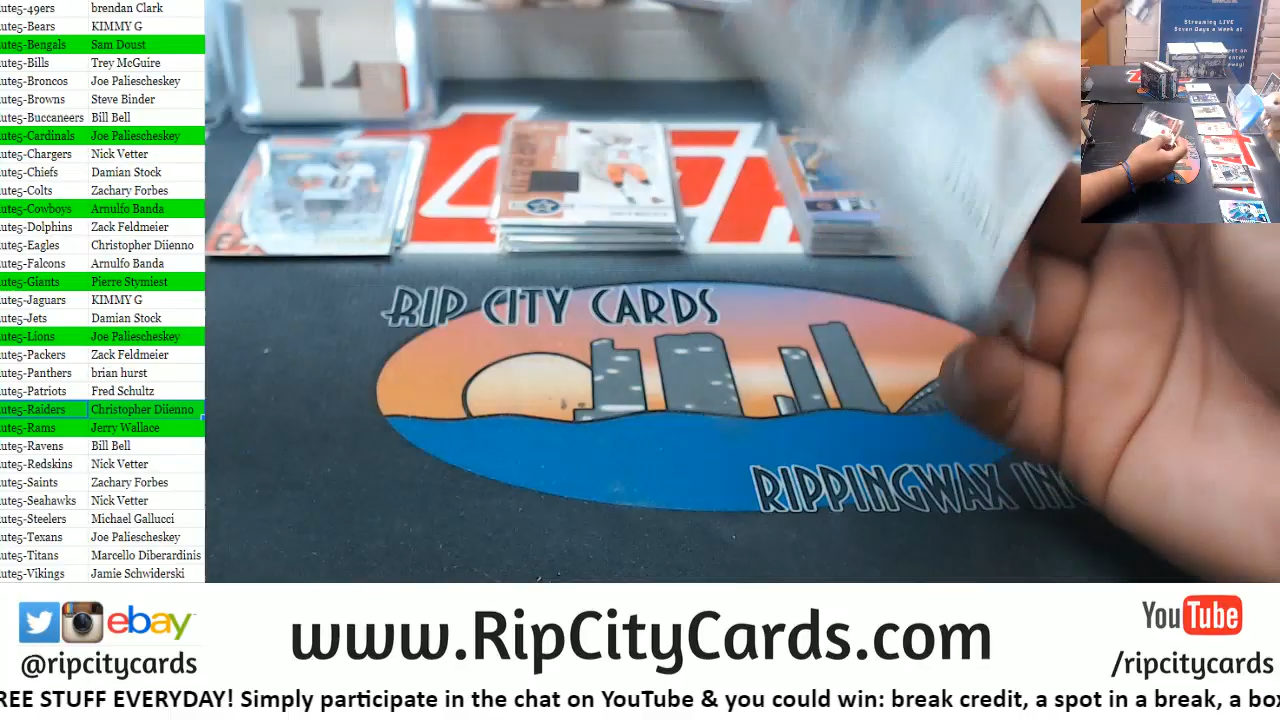 ute5-49ers brendan Clark
ute5-Bears KIMMY G
ute5-Bengals Sam Doust
ute5-Bills Trey McGuire
ute5-Broncos Joe Paliescheskey
ute5-Browns Steve Binder
ute5-Buccaneers Bill Bell
ute5-Cardinals Joe Paliescheskey
ute5-Chargers Nick Vetter
ute5-Chiefs Damian Stock
ute5-Colts Zachary Forbes
ute5-Cowboys Arnulfo Banda
ute5-Dolphins Zack Feldmeier
ute5-Eagles Christopher Diienno
ute5-Falcons Arnulfo Banda
ute5-Giants Pierre Stymiest
ute5-Jaguars KIMMY G
ute5-Jets Damian Stock
ute5-Lions Joe Paliescheskey
ute5-Packers Zack Feldmeier
ute5-Panthers brian hurst
ute5-Patriots Fred Schultz
ute5-Raiders Christopher Diienno
ute5-Rams Jerry Wallace
ute5-Ravens Bill Bell
ute5-Redskins Nick Vetter
ute5-Saints Zachary Forbes
ute5-Seahawks Nick Vetter
ute5-Steelers Michael Gallucci
ute5-Texans Joe Paliescheskey
ute5-Titans Marcello Diberardinis
ute5-Vikings Jamie Schwiderski
Streaming LIVE
Seven Days a Week at
RIP CITY CARDS
RIPPINGWAX INC
ebay
@ripcitycards
www.RipCityCards.com
YouTube
/ripcitycards
REE STUFF EVERYDAY! Simply participate in the chat on YouTube & you could win: break credit, a spot in a break, a box